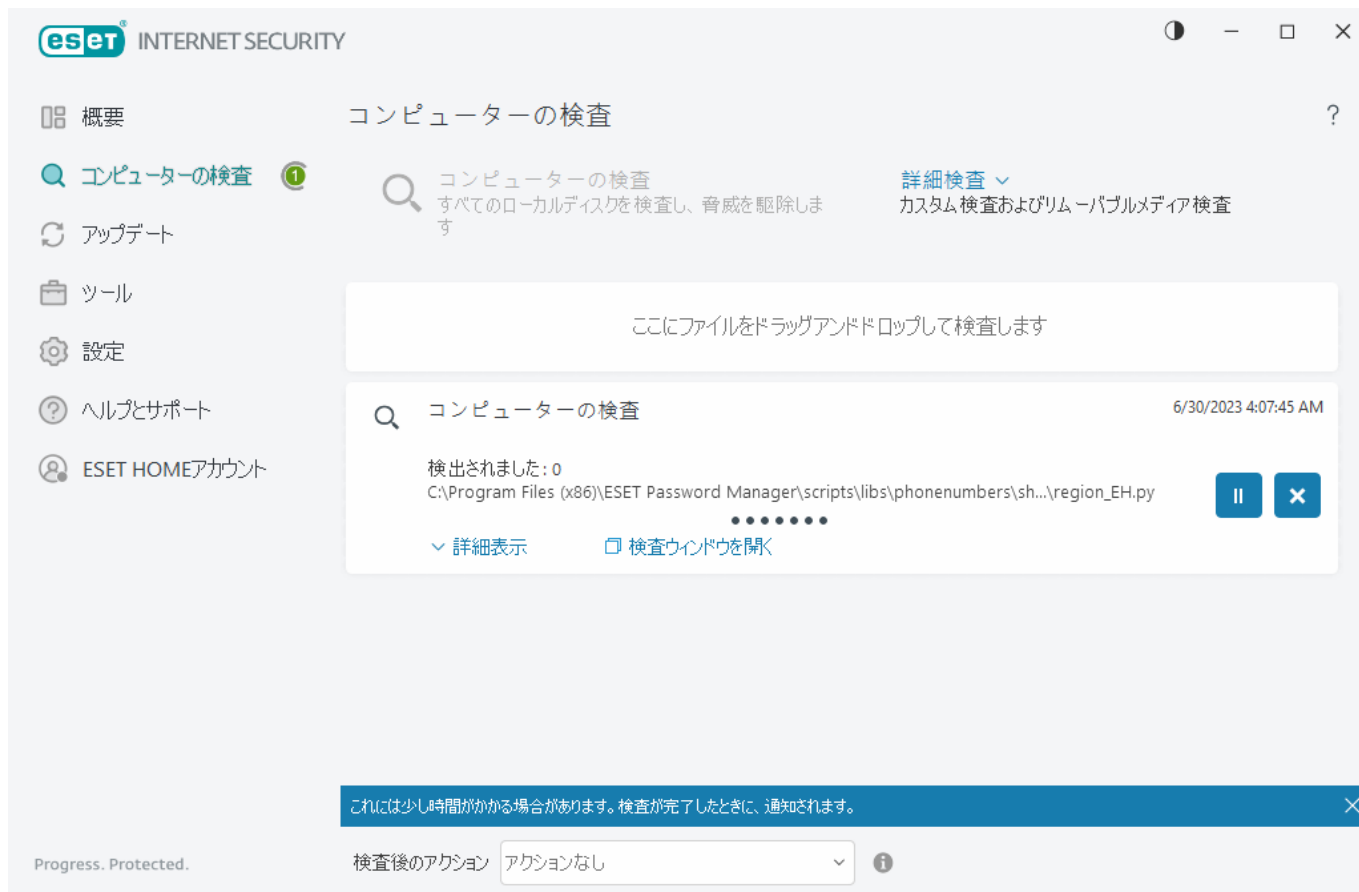 eset® INTERNET SECURITY
概要
コンピューターの検査
1
アップデート
ツール
設定
ヘルプとサポート
ESET HOMEアカウント
Progress. Protected.
コンピューターの検査
?
コンピューターの検査
すべてのローカルディスクを検査し、脅威を駆除しま
す
詳細検査
カスタム検査およびリムーバブルメディア検査
ここにファイルをドラッグアンドドロップして検査します
コンピューターの検査
6/30/2023 4:07:45 AM
検出されました: 0
C:\Program Files (x86)\ESET Password Manager\scripts\libs\phonenumbers\sh...\region_EH.py
詳細表示
検査ウィンドウを開く
これには少し時間がかかる場合があります。検査が完了したときに、通知されます。
検査後のアクション アクションなし